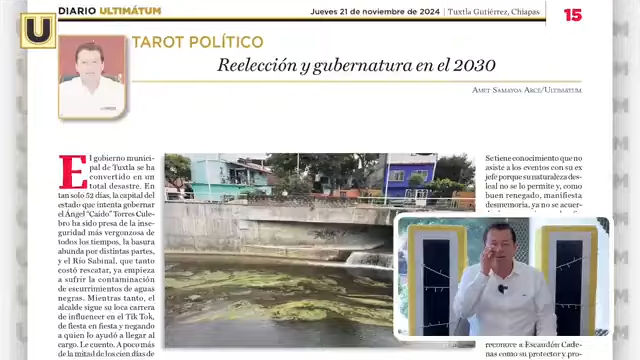 U
DIARIO ULTIMÁTUM
Jueves 21 de noviembre de 2024 | Tuxtla Gutiérrez, Chiapas
15
TAROT POLÍTICO
Reelección y gubernatura en el 2030
Amet Samayoa Arce/Ultimátum
El gobierno munici-
pal de Tuxtla se ha
convertido en un
total desastre. En
tan solo 52 días, la capital del
estado que intenta gobernar
el Ángel “Caído” Torres Cule-
bro ha sido presa de la inse-
guridad más vergonzosa de
todos los tiempos, la basura
abunda por distintas partes,
y el Río Sabinal, que tanto
costó rescatar, ya empieza
a sufrir la contaminación
de escurrimientos de aguas
negras. Mientras tanto, el
alcalde sigue su loca carrera
de influencer en el Tik Tok,
de fiesta en fiesta y negando
a quien lo ayudó a llegar al
cargo. Le cuento. A poco más
de la mitad de los cien días de
Se tiene conocimiento que no
asiste a los eventos con su ex
jefe porque su naturaleza des-
leal no se lo permite y, como
buen renegado, manifiesta
desmemoria, ya no se acuer-
reconoce a Escandón Cade-
nas como su protector y pro-